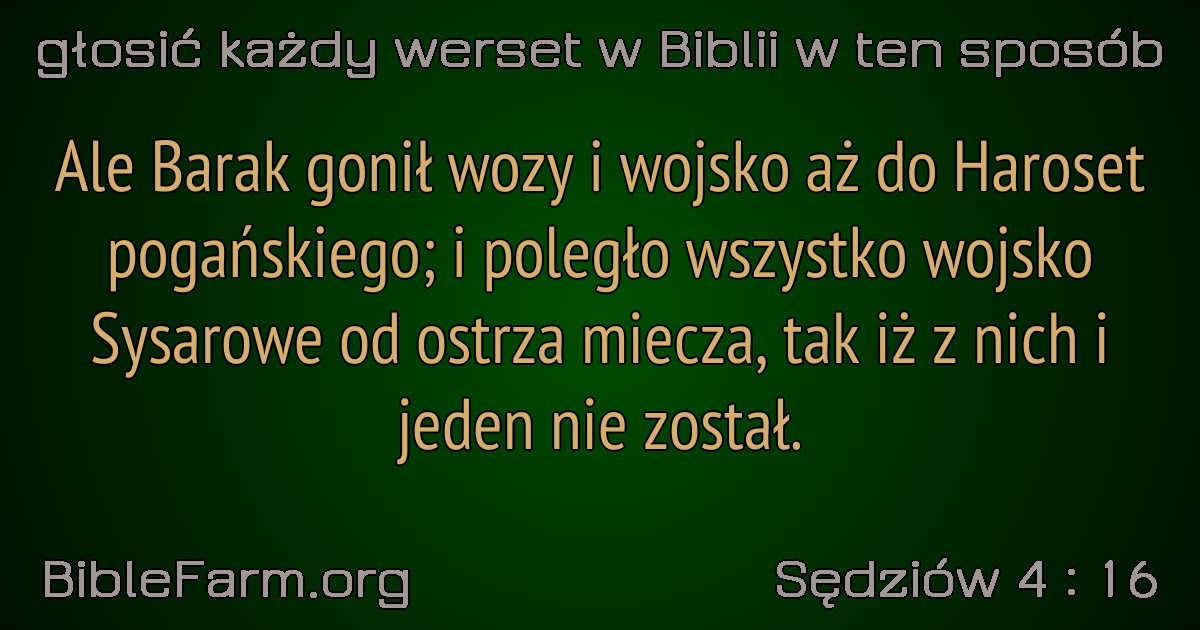 głosić każdy werset w Biblii w ten sposób
Ale Barak gonił wozy i wojsko aż do Haroset
pogańskiego; i poległo wszystko wojsko
Sysarowe od ostrza miecza, tak iż z nich i
jeden nie został.
BibleFarm.org
Sędziów 4 : 16